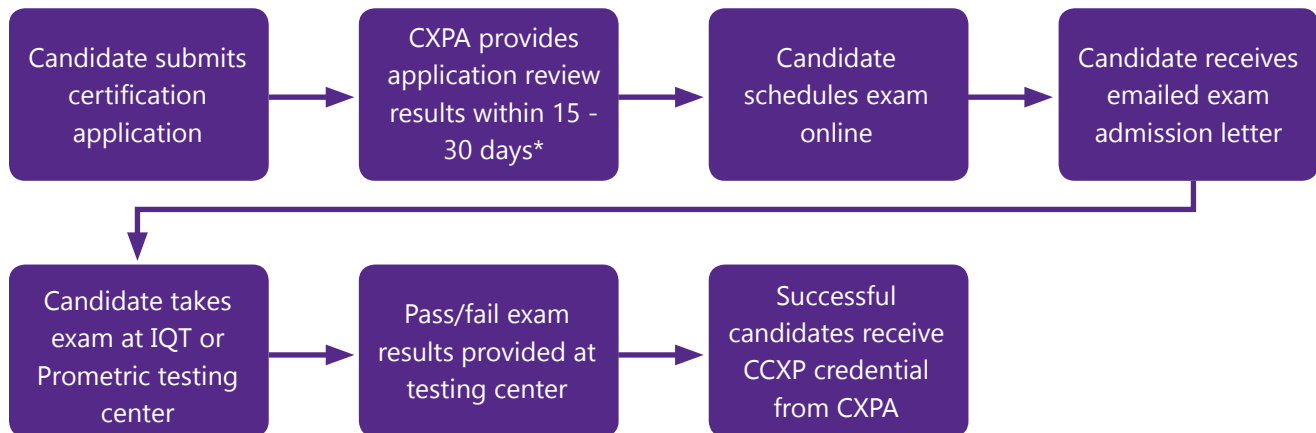 Candidate submits
certification
application
CXPA provides
application review
results within 15 -
30 days*
Candidate
schedules exam
online
Candidate receives
emailed exam
admission letter
Candidate takes
exam at IQT or
Prometric testing
center
Pass/fail exam
results provided at
testing center
Successful
candidates receive
CCXP credential
from CXPA